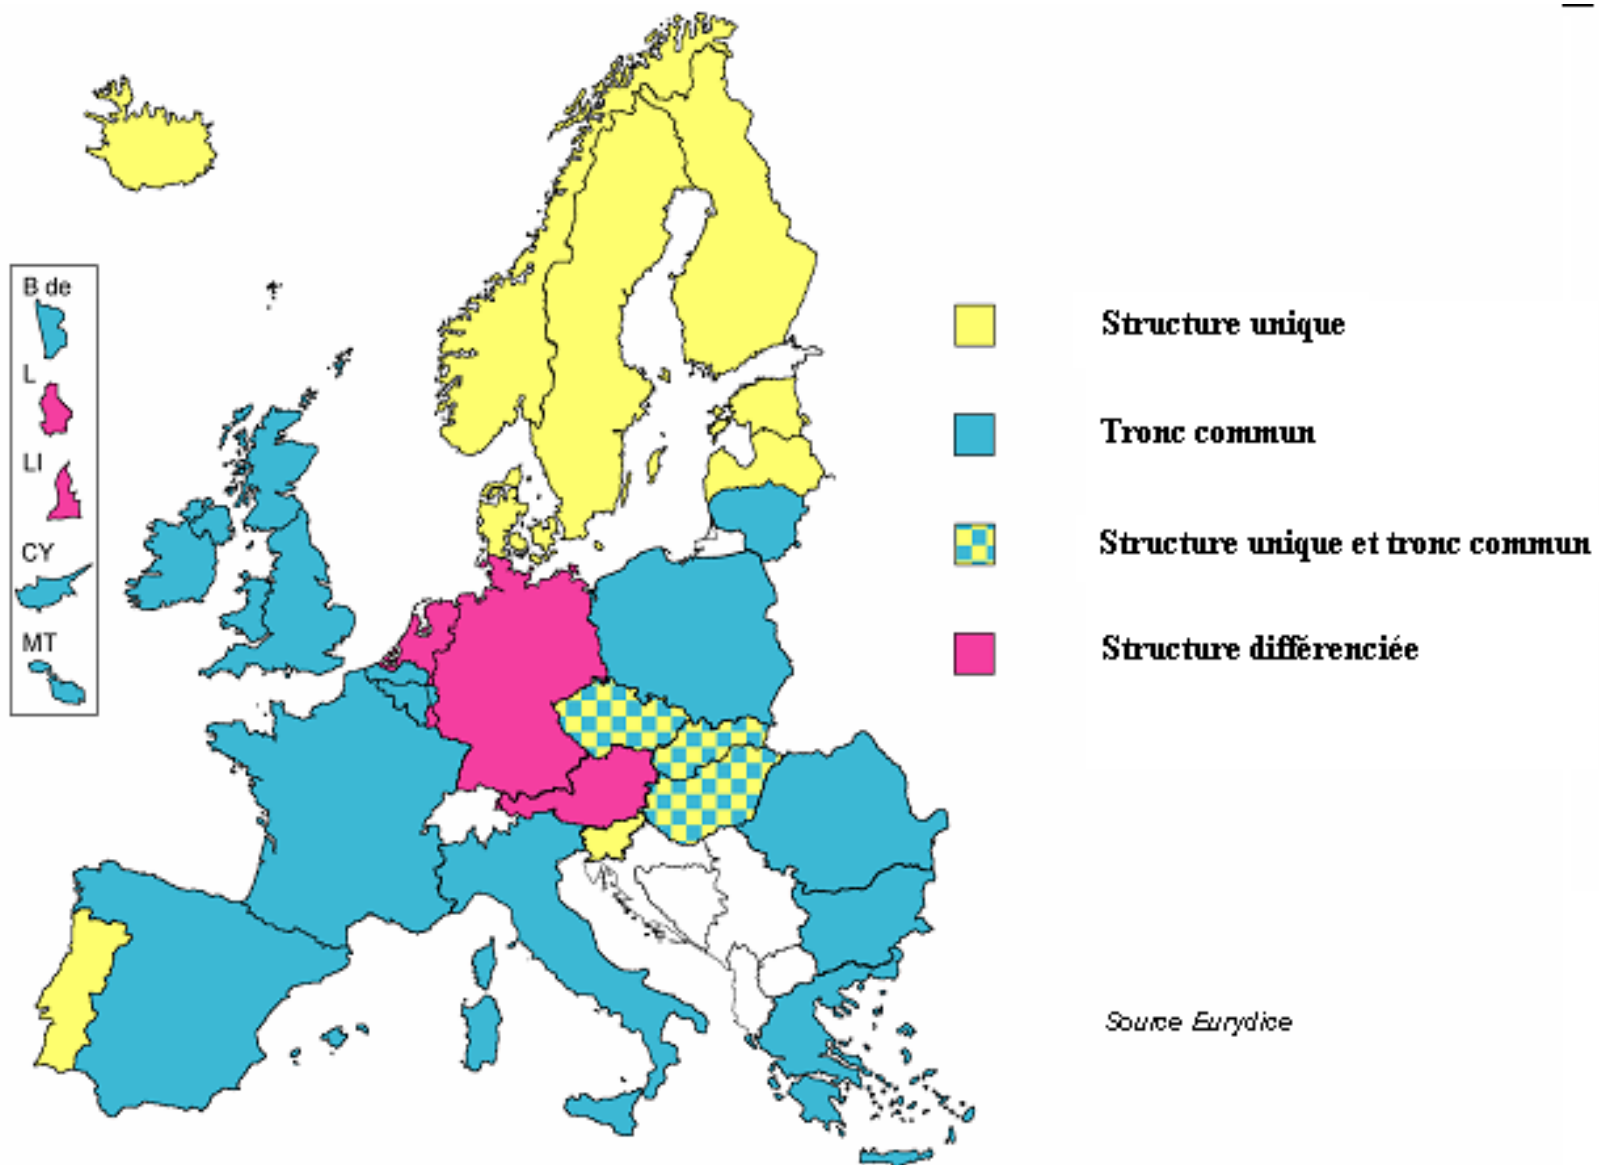 B de
L
LI
CY
MT
Structure unique
Tronc commun
Structure unique et tronc commun
Structure différenciée
Source Eurydice